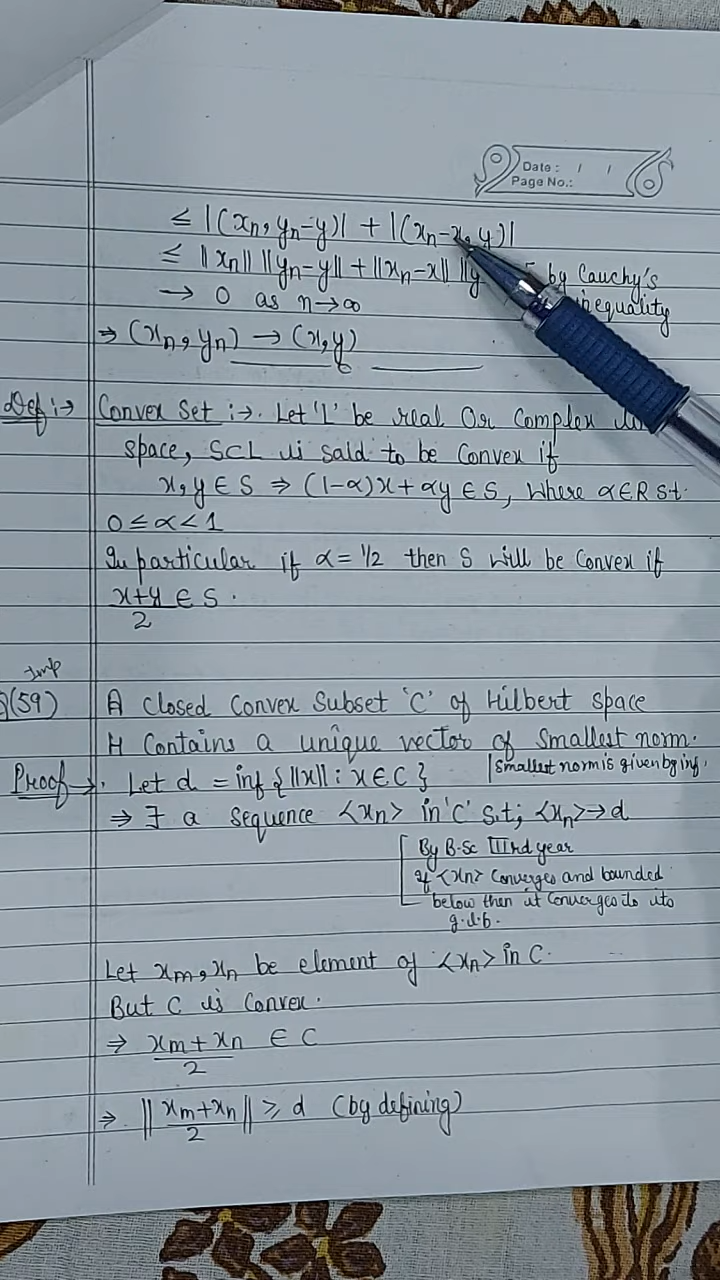 Date : / /
Page No.:
≤ |(xn, yn-y)| + |(xn-x, y)|
≤ ||xn|| ||yn-y|| + ||xn-x|| ||y by Cauchy's
inequality
→ 0 as n→∞
⇒ (xn, yn) → (x, y)
Def :→ Convex Set :→. Let 'L' be real Or Complex
space, S⊂L is said to be Convex if
x, y ∈ S ⇒ (1-α)x + αy ∈ S, Where α∈R s.t.
0 ≤ α < 1
In particular if α = 1/2 then S will be Convex if
x+y/2 ∈ S.
Imp
(59) A Closed Convex Subset 'C' of Hilbert space
H Contains a unique vector of Smallest norm.
Proof →. Let d = inf {||x|| : x ∈ C} |Smallest norm is given by inf.
⇒ ∃ a sequence <xn> in 'C' s.t; <xn> → d
[By B.Sc IIIrd year
if <xn> Converges and bounded
below then it Converges to its
g.l.b.
Let xm, xn be element of <xn> in C.
But C is Convex.
⇒ xm + xn/2 ∈ C
⇒ ||xm+xn/2|| ≥ d (by defining)